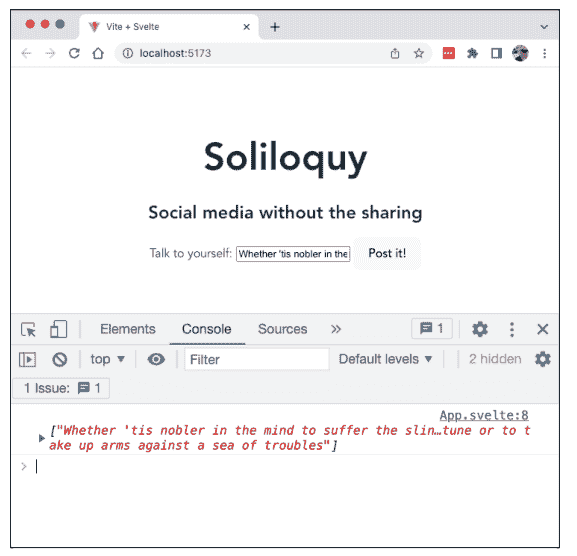 Vite + Svelte
localhost:5173
Soliloquy
Social media without the sharing
Talk to yourself: Whether 'tis nobler in the Post it!
Elements Console Sources » 1
top ▼ Filter Default levels ▼ 2 hidden
1 Issue: 1
App.svelte:8
▶ ["Whether 'tis nobler in the mind to suffer the slin…tune or to t
ake up arms against a sea of troubles"]
>